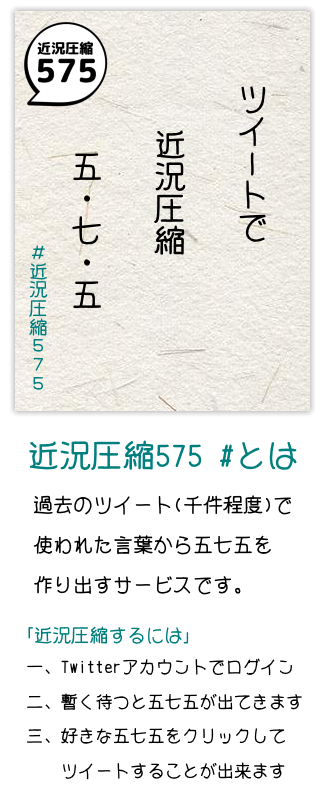 近況圧縮
575
ツイートで
近況圧縮
五・七・五
#近況圧縮575
近況圧縮575 #とは
過去のツイート(千件程度)で
使われた言葉から五七五を
作り出すサービスです。
「近況圧縮するには」
一、Twitterアカウントでログイン
二、暫く待つと五七五が出てきます
三、好きな五七五をクリックして
ツイートすることが出来ます